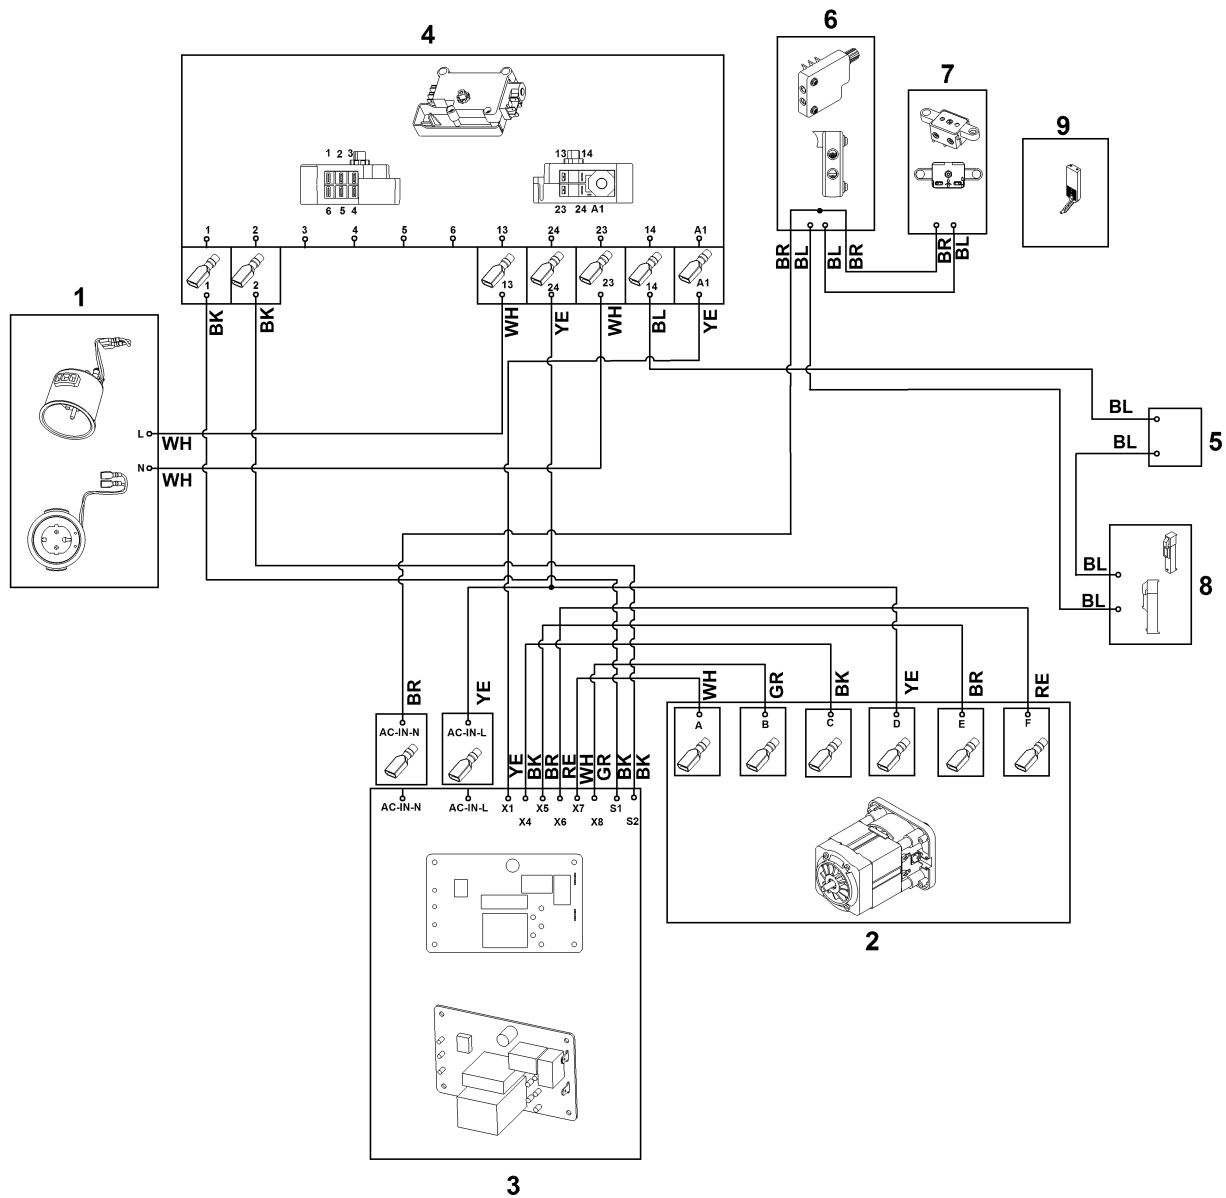 4
6
7
9
1 2 3
6 5 4
13 14
23 24 A1
1 2 3 4 5 6 13 24 23 14 A1
1 2 13 24 23 14 A1
BK BK WH YE WH BL YE
BR BL BL BR
BR BL
1
L
WH
N
WH
BL
BL
5
BL
BL
8
BR YE
AC-IN-N AC-IN-L
YE BK BR RE WH GR BK BK
AC-IN-N AC-IN-L X1 X5 X7 S1
X4 X6 X8 S2
WH GR BK YE BR RE
A B C D E F
2
3